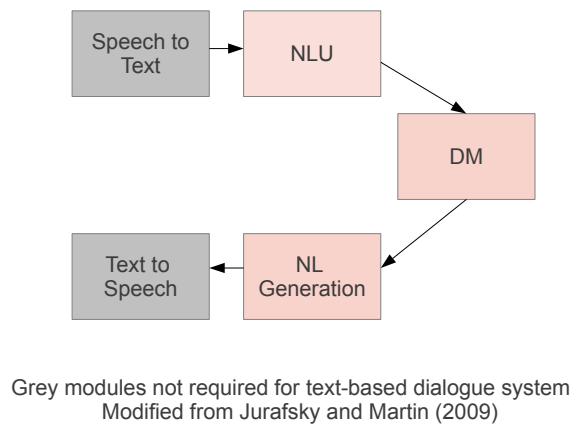 Speech to
Text
NLU
DM
Text to
Speech
NL
Generation
Grey modules not required for text-based dialogue system
Modified from Jurafsky and Martin (2009)